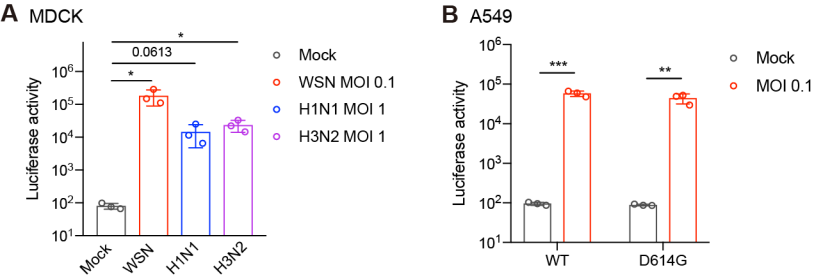 A MDCK
*
0.0613
*
Luciferase activity
10⁶
10⁵
10⁴
10³
10²
10¹
Mock
WSN
H1N1
H3N2
Mock
WSN MOI 0.1
H1N1 MOI 1
H3N2 MOI 1
B A549
***
**
Luciferase activity
10⁶
10⁵
10⁴
10³
10²
10¹
WT
D614G
Mock
MOI 0.1